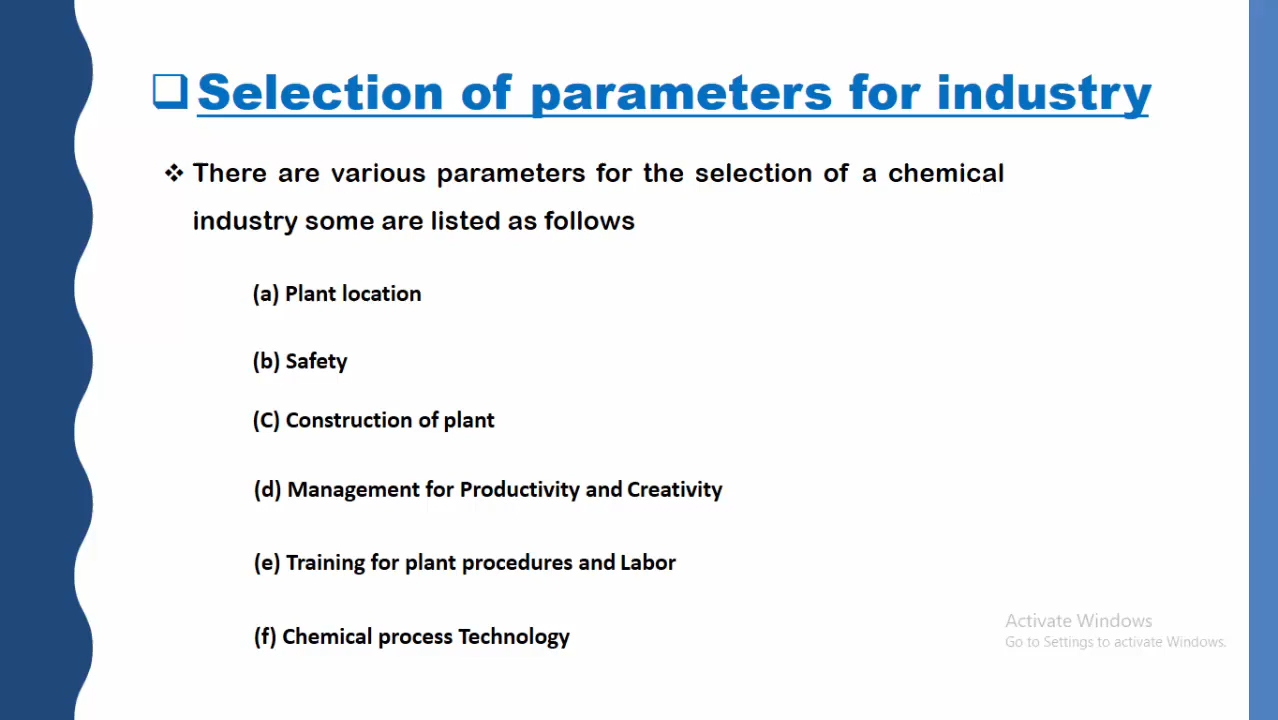 Selection of parameters for industry
There are various parameters for the selection of a chemical
industry some are listed as follows
(a) Plant location
(b) Safety
(C) Construction of plant
(d) Management for Productivity and Creativity
(e) Training for plant procedures and Labor
(f) Chemical process Technology
Activate Windows
Go to Settings to activate Windows.